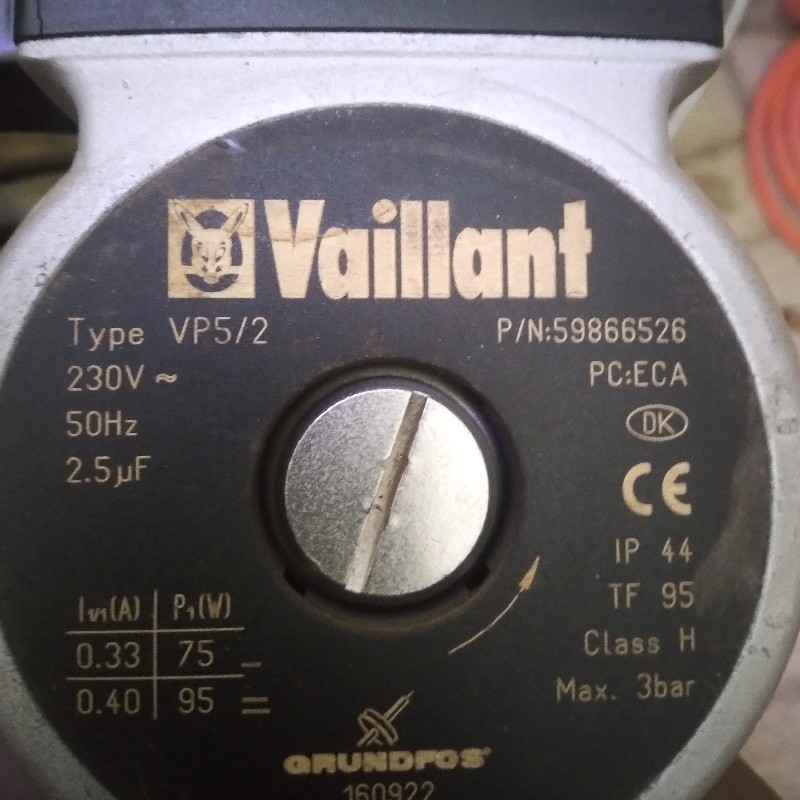 Vaillant
Type VP5/2
P/N:59866526
230V ~
PC:ECA
50Hz
DK
2.5µF
CE
IP 44
TF 95
I1/1(A) P1(W)
Class H
0.33 75 –
Max. 3bar
0.40 95 =
GRUNDFOS
160922